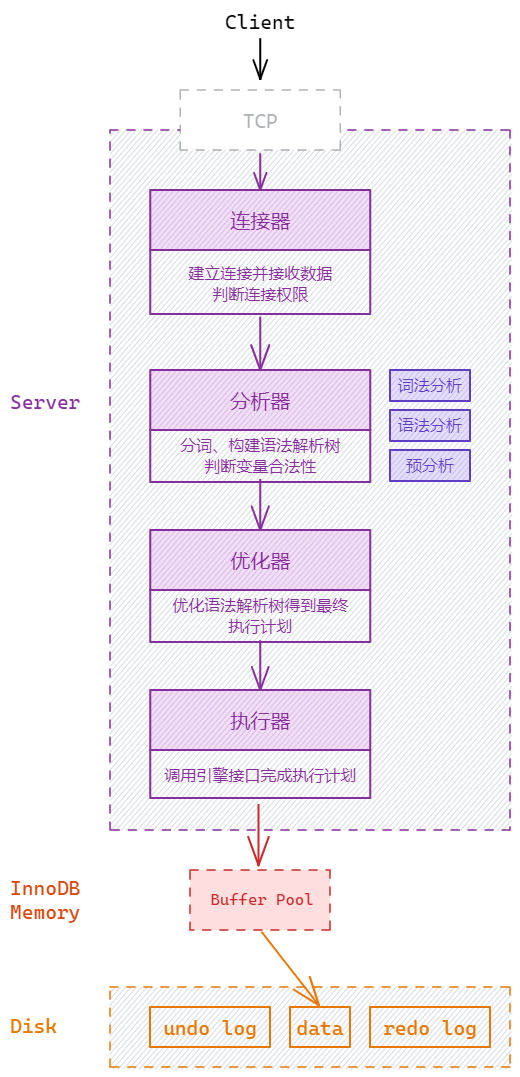 Client
TCP
连接器
建立连接并接收数据
判断连接权限
Server
分析器
分词、构建语法解析树
判断变量合法性
词法分析
语法分析
预分析
优化器
优化语法解析树得到最终
执行计划
执行器
调用引擎接口完成执行计划
InnoDB
Memory
Buffer Pool
Disk
undo log
data
redo log